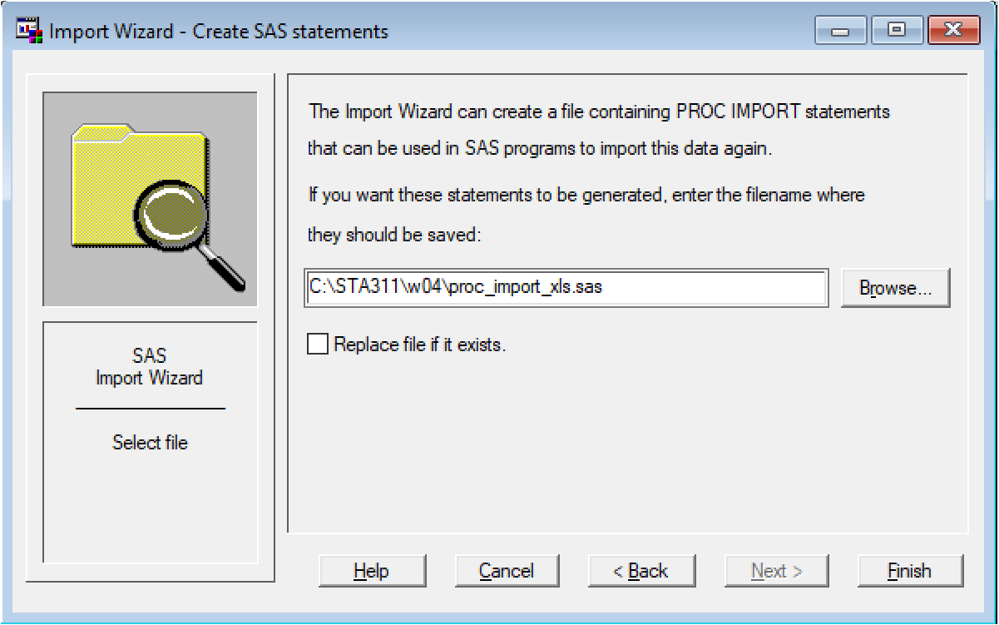 Import Wizard - Create SAS statements
The Import Wizard can create a file containing PROC IMPORT statements
that can be used in SAS programs to import this data again.
If you want these statements to be generated, enter the filename where
they should be saved:
C:\STA311\w04\proc_import_xls.sas
Browse...
Replace file if it exists.
SAS
Import Wizard
Select file
Help
Cancel
< Back
Next >
Finish